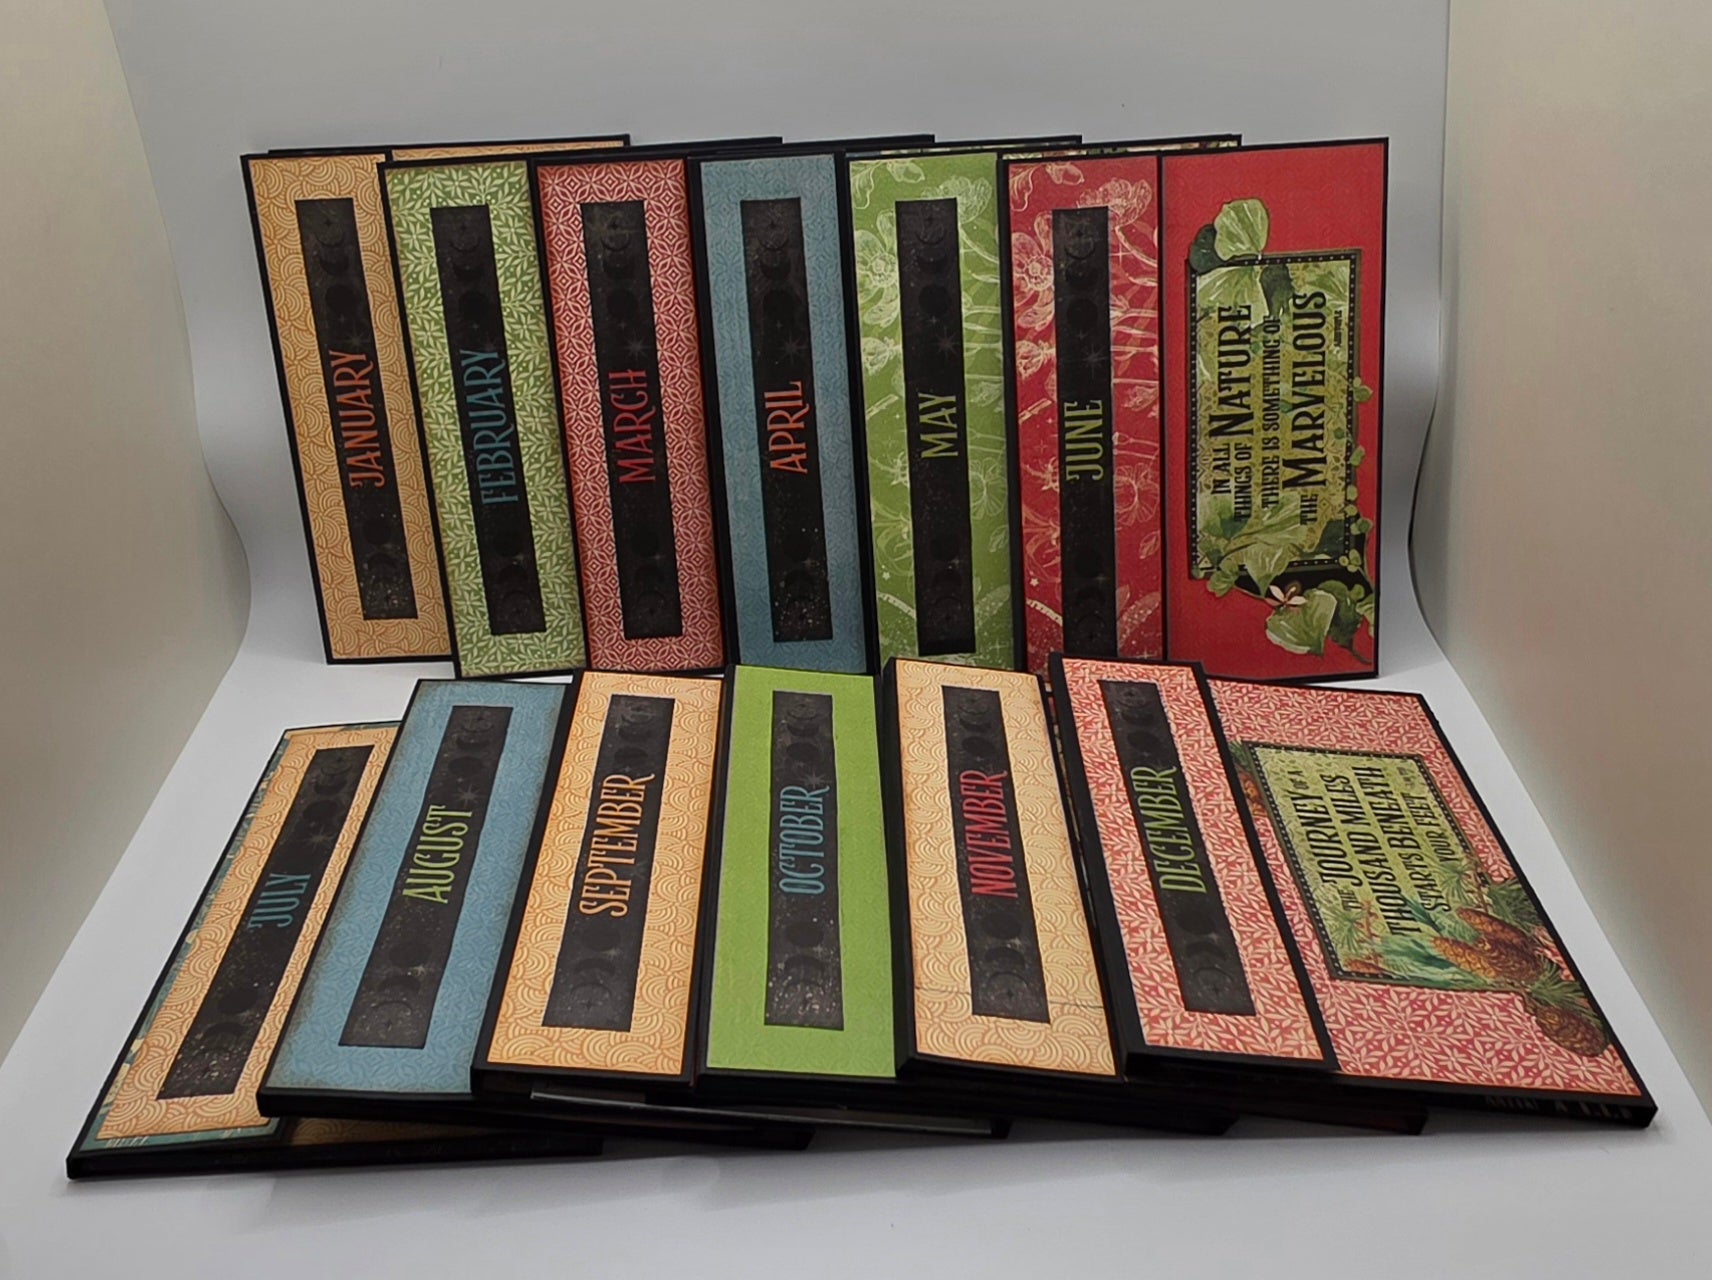 JANUARY
FEBRUARY
MARCH
APRIL
MAY
JUNE
IN ALL
THINGS OF NATURE
THERE IS SOMETHING OF
THE MARVELOUS
ARISTOTLE
JULY
AUGUST
SEPTEMBER
OCTOBER
NOVEMBER
DECEMBER
THE JOURNEY OF A
THOUSAND MILES
STARTS BENEATH
YOUR FEET